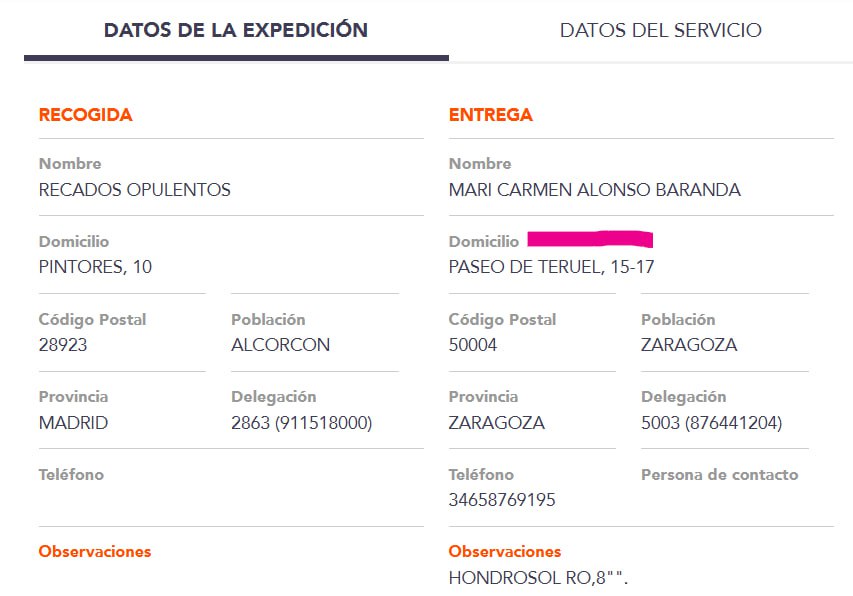 DATOS DE LA EXPEDICIÓN
DATOS DEL SERVICIO
RECOGIDA
Nombre
RECADOS OPULENTOS
Domicilio
PINTORES, 10
Código Postal
Población
28923
ALCORCON
Provincia
Delegación
MADRID
2863 (911518000)
Teléfono
Observaciones
ENTREGA
Nombre
MARI CARMEN ALONSO BARANDA
Domicilio
PASEO DE TERUEL, 15-17
Código Postal
Población
50004
ZARAGOZA
Provincia
Delegación
ZARAGOZA
5003 (876441204)
Teléfono
Persona de contacto
34658769195
Observaciones
HONDROSOL RO,8"".